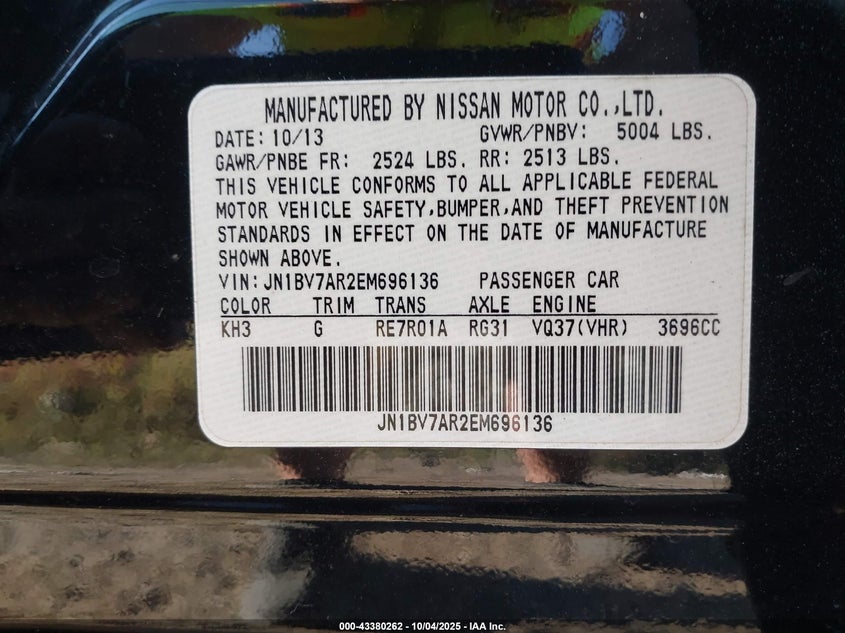 MANUFACTURED BY NISSAN MOTOR CO.,LTD.
DATE: 10/13 GVWR/PNBV: 5004 LBS.
GAWR/PNBE FR: 2524 LBS. RR: 2513 LBS.
THIS VEHICLE CONFORMS TO ALL APPLICABLE FEDERAL
MOTOR VEHICLE SAFETY,BUMPER,AND THEFT PREVENTION
STANDARDS IN EFFECT ON THE DATE OF MANUFACTURE
SHOWN ABOVE.
VIN:JN1BV7AR2EM696136 PASSENGER CAR
COLOR TRIM TRANS AXLE ENGINE
KH3 G RE7R01A RG31 VQ37(VHR) 3696CC
JN1BV7AR2EM696136
000-43380262 - 10/04/2025 - IAA Inc.